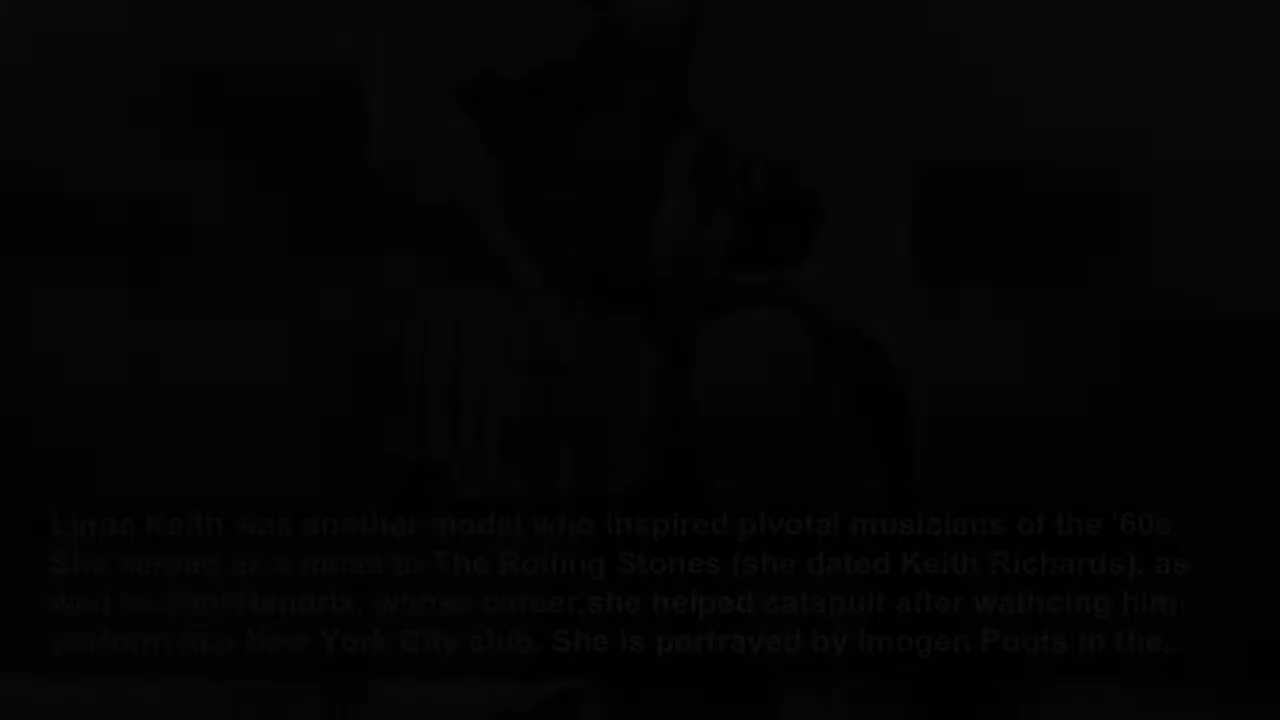 Linda Keith was another model who inspired pivotal musicians of the '60s.
She served as a muse to The Rolling Stones (she dated Keith Richards), as
well as Jimi Hendrix, whose career she helped catapult after wathcing him
perform in a New York City club. She is portrayed by Imogen Poots in the...